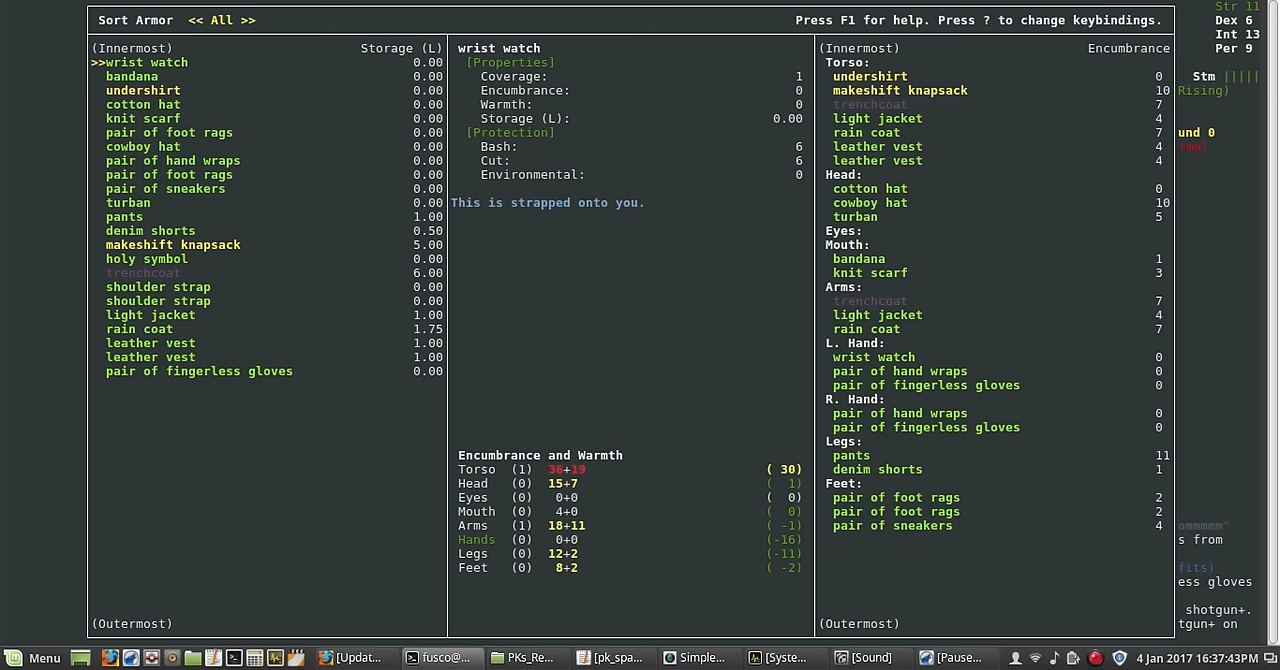 Sort Armor << All >> Press F1 for help. Press ? to change keybindings.
(Innermost) Storage (L)
>>wrist watch 0.00
bandana 0.00
undershirt 0.00
cotton hat 0.00
knit scarf 0.00
pair of foot rags 0.00
cowboy hat 0.00
pair of hand wraps 0.00
pair of foot rags 0.00
pair of sneakers 0.00
turban 0.00
pants 1.00
denim shorts 0.50
makeshift knapsack 5.00
holy symbol 0.00
trenchcoat 6.00
shoulder strap 0.00
shoulder strap 0.00
light jacket 1.00
rain coat 1.75
leather vest 1.00
leather vest 1.00
pair of fingerless gloves 0.00
(Outermost)
wrist watch
[Properties]
Coverage: 1
Encumbrance: 0
Warmth: 0
Storage (L): 0.00
[Protection]
Bash: 6
Cut: 6
Environmental: 0
This is strapped onto you.
Encumbrance and Warmth
Torso (1) 36+19 ( 30)
Head (0) 15+7 ( 1)
Eyes (0) 0+0 ( 0)
Mouth (0) 4+0 ( 0)
Arms (1) 18+11 ( -1)
Hands (0) 0+0 (-16)
Legs (0) 12+2 (-11)
Feet (0) 8+2 ( -2)
(Innermost) Encumbrance
Torso:
undershirt 0
makeshift knapsack 10
trenchcoat 7
light jacket 4
rain coat 7
leather vest 4
leather vest 4
Head:
cotton hat 0
cowboy hat 10
turban 5
Eyes:
Mouth:
bandana 1
knit scarf 3
Arms:
trenchcoat 7
light jacket 4
rain coat 7
L. Hand:
wrist watch 0
pair of hand wraps 0
pair of fingerless gloves 0
R. Hand:
pair of hand wraps 0
pair of fingerless gloves 0
Legs:
pants 11
denim shorts 1
Feet:
pair of foot rags 2
pair of foot rags 2
pair of sneakers 4
(Outermost)
Str 11
Dex 6
Int 13
Per 9
Stm |||||
Rising)
und 0
s from
fits)
ess gloves
shotgun+.
tgun+ on
Menu [Updat... fusco@... PKs_Re... [pk_spa... Simple... [Syste... [Sound] [Pause... 4 Jan 2017 16:37:43PM